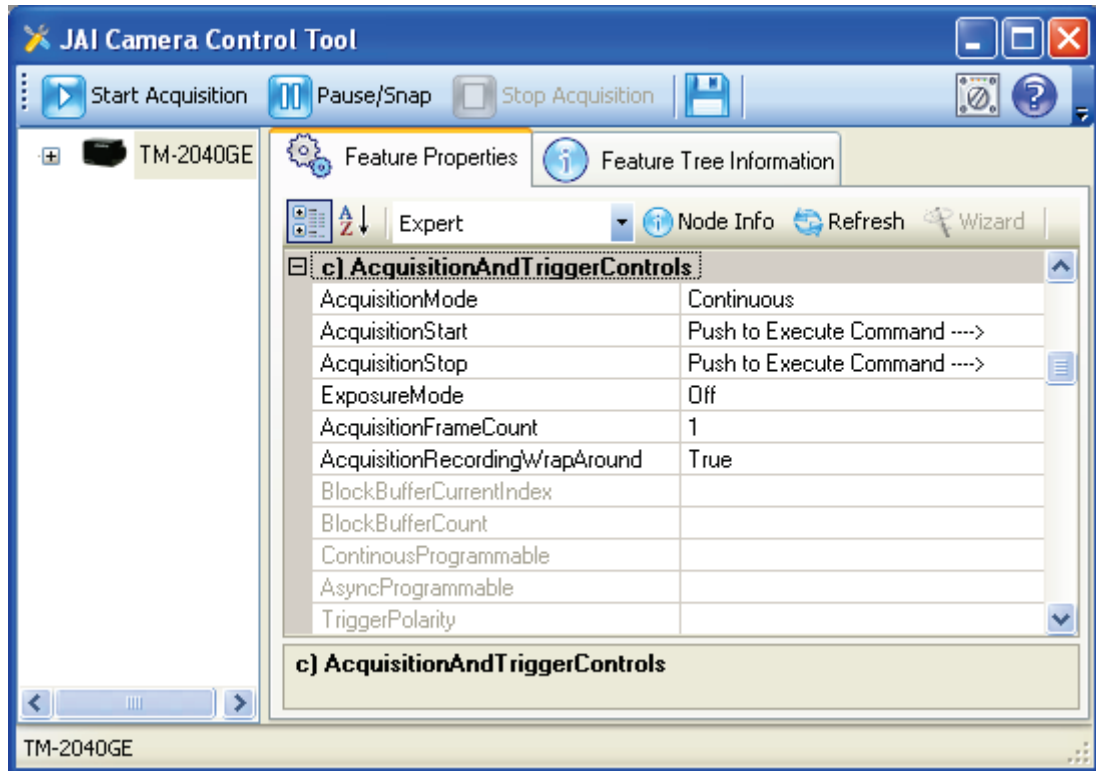 JAI Camera Control Tool
Start Acquisition Pause/Snap Stop Acquisition
TM-2040GE
Feature Properties Feature Tree Information
Expert Node Info Refresh Wizard
c) AcquisitionAndTriggerControls
AcquisitionMode Continuous
AcquisitionStart Push to Execute Command ---->
AcquisitionStop Push to Execute Command ---->
ExposureMode Off
AcquisitionFrameCount 1
AcquisitionRecordingWrapAround True
BlockBufferCurrentIndex
BlockBufferCount
ContinousProgrammable
AsyncProgrammable
TriggerPolarity
c) AcquisitionAndTriggerControls
TM-2040GE